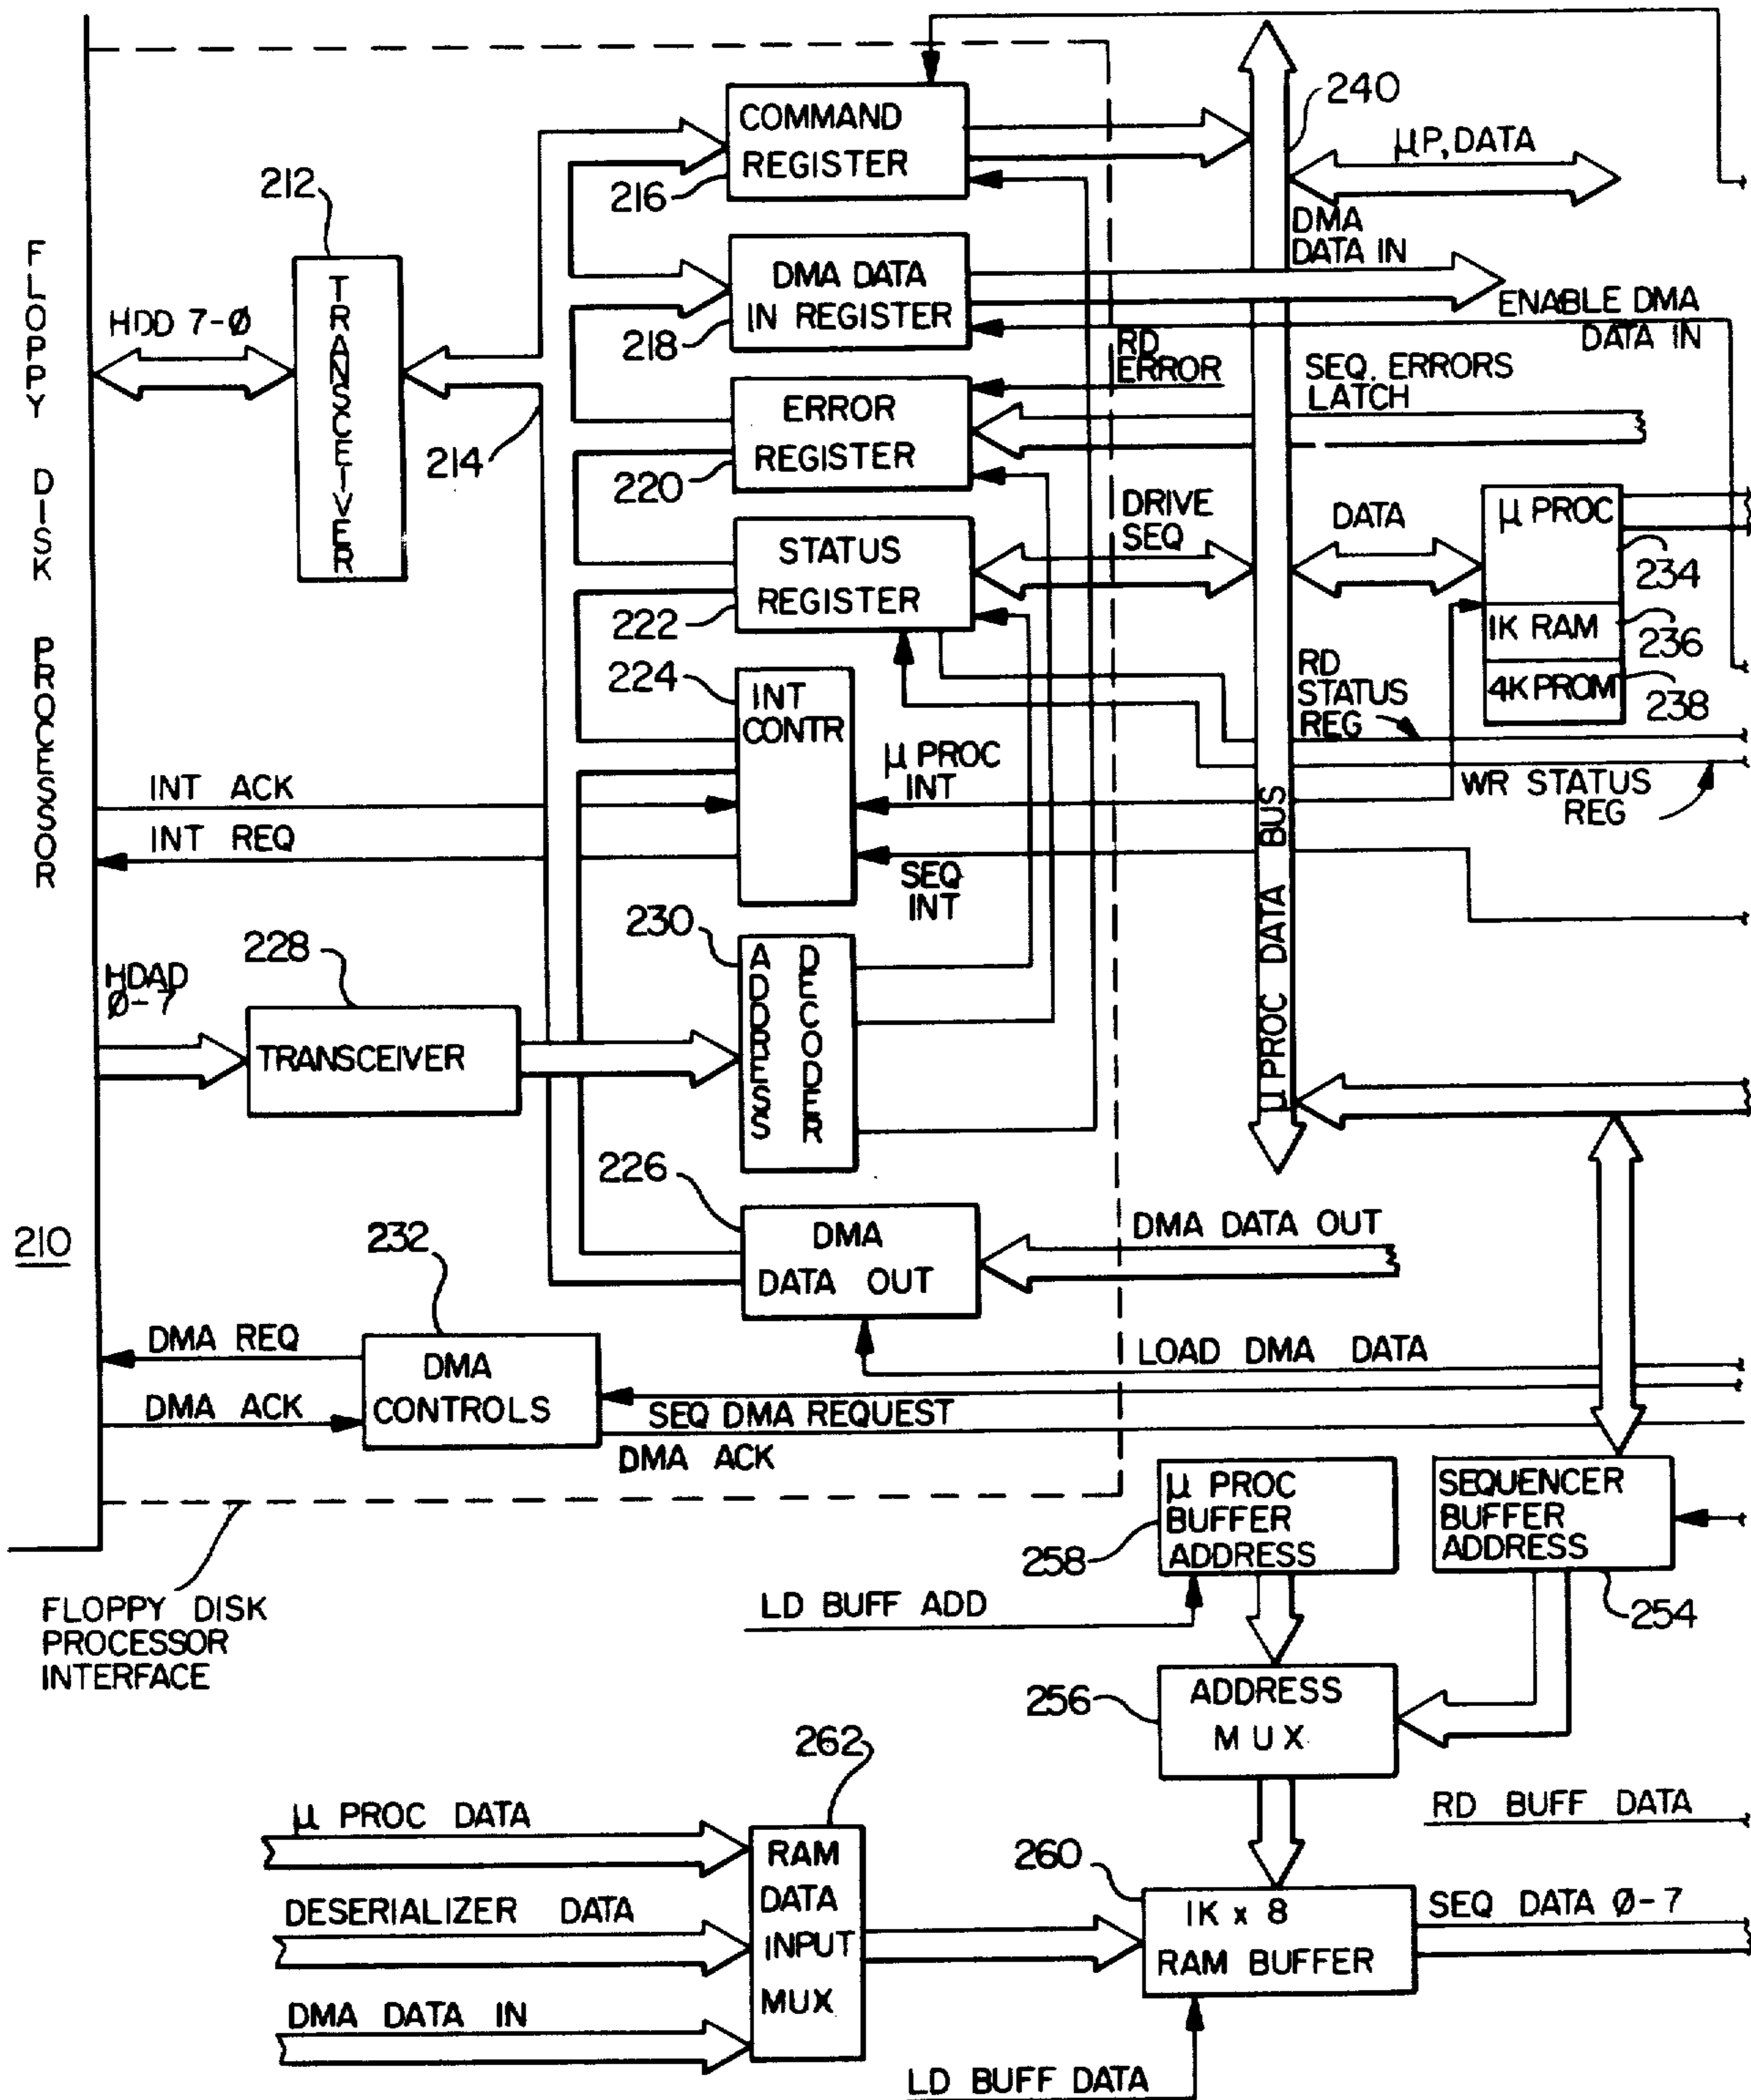 COMMAND
REGISTER
216
240
µP, DATA
212
TRANSCEIVER
FLOPPY DISK PROCESSOR
HDD 7-Ø
214
DMA DATA
IN REGISTER
218
DMA
DATA IN
ENABLE DMA
DATA IN
RD
ERROR
SEQ. ERRORS
LATCH
ERROR
REGISTER
220
DRIVE
SEQ
DATA
µ PROC
234
1K RAM
236
4K PROM
238
STATUS
REGISTER
222
RD
STATUS
REG
WR STATUS
REG
224
INT
CONTR
µ PROC
INT
SEQ
INT
INT ACK
INT REQ
µ PROC DATA BUS
230
ADDRESS
DECODER
228
HDAD
Ø-7
TRANSCEIVER
226
DMA
DATA OUT
DMA DATA OUT
210
232
DMA REQ
DMA ACK
DMA
CONTROLS
LOAD DMA DATA
SEQ DMA REQUEST
DMA ACK
FLOPPY DISK
PROCESSOR
INTERFACE
µ PROC
BUFFER
ADDRESS
258
SEQUENCER
BUFFER
ADDRESS
254
LD BUFF ADD
ADDRESS
MUX
256
262
µ PROC DATA
DESERIALIZER DATA
DMA DATA IN
RAM
DATA
INPUT
MUX
260
1K x 8
RAM BUFFER
RD BUFF DATA
SEQ DATA Ø-7
LD BUFF DATA